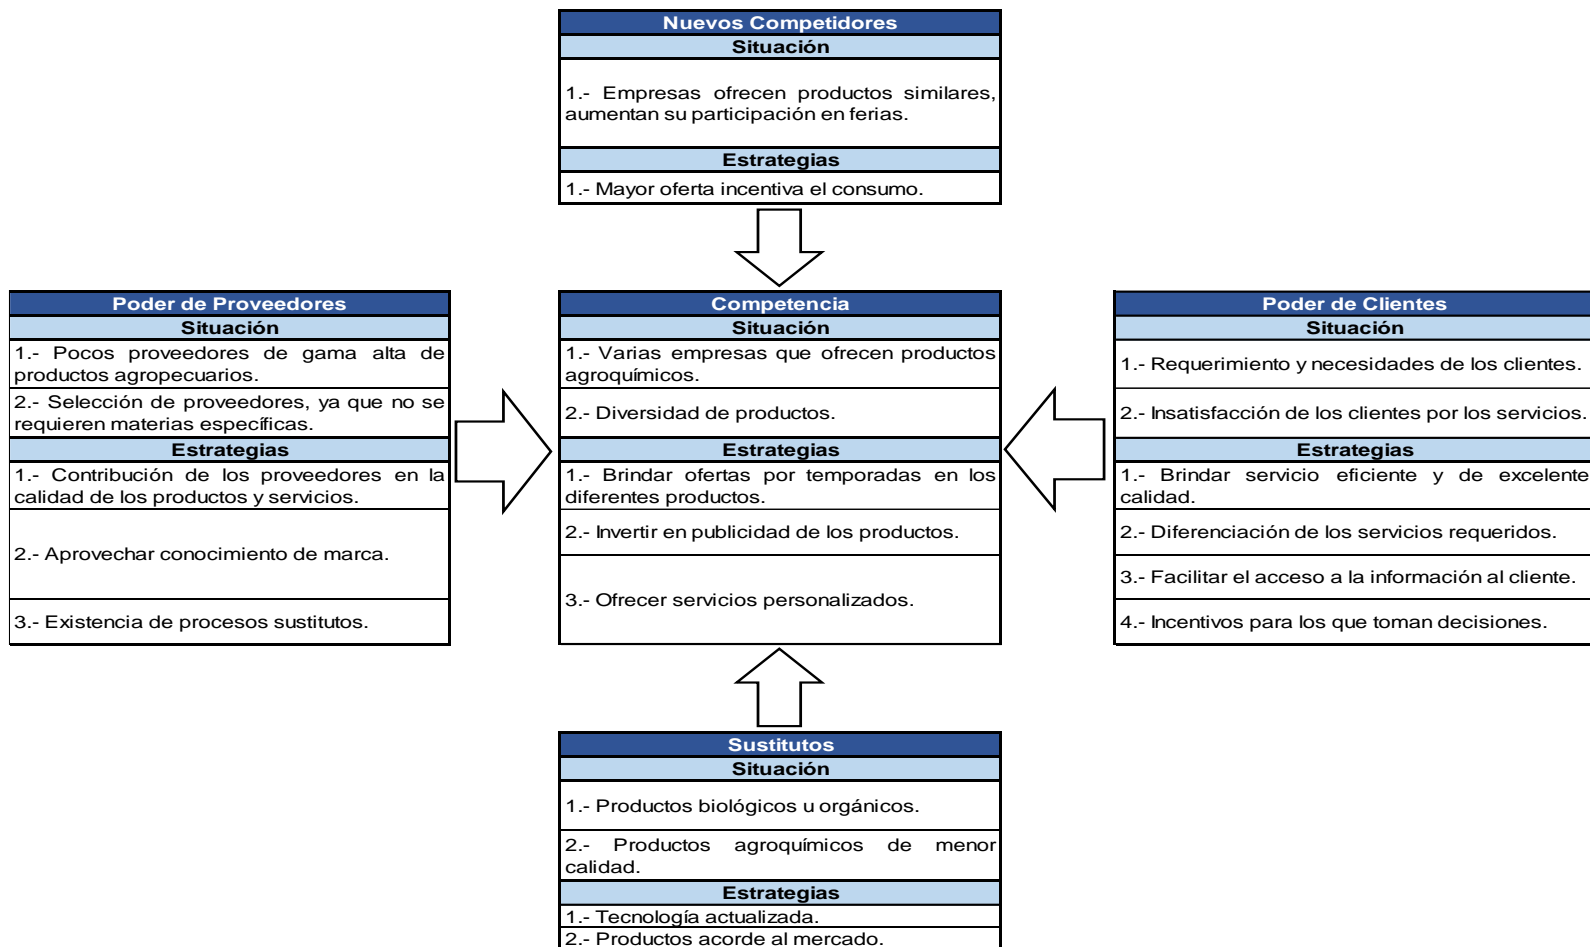 Nuevos Competidores
Situación
1.- Empresas ofrecen productos similares,
aumentan su participación en ferias.
Estrategias
1.- Mayor oferta incentiva el consumo.
Poder de Proveedores
Situación
1.- Pocos proveedores de gama alta de
productos agropecuarios.
2.- Selección de proveedores, ya que no se
requieren materias específicas.
Estrategias
1.- Contribución de los proveedores en la
calidad de los productos y servicios.
2.- Aprovechar conocimiento de marca.
3.- Existencia de procesos sustitutos.
Competencia
Situación
1.- Varias empresas que ofrecen productos
agroquímicos.
2.- Diversidad de productos.
Estrategias
1.- Brindar ofertas por temporadas en los
diferentes productos.
2.- Invertir en publicidad de los productos.
3.- Ofrecer servicios personalizados.
Poder de Clientes
Situación
1.- Requerimiento y necesidades de los clientes.
2.- Insatisfacción de los clientes por los servicios.
Estrategias
1.- Brindar servicio eficiente y de excelente
calidad.
2.- Diferenciación de los servicios requeridos.
3.- Facilitar el acceso a la información al cliente.
4.- Incentivos para los que toman decisiones.
Sustitutos
Situación
1.- Productos biológicos u orgánicos.
2.- Productos agroquímicos de menor
calidad.
Estrategias
1.- Tecnología actualizada.
2.- Productos acorde al mercado.